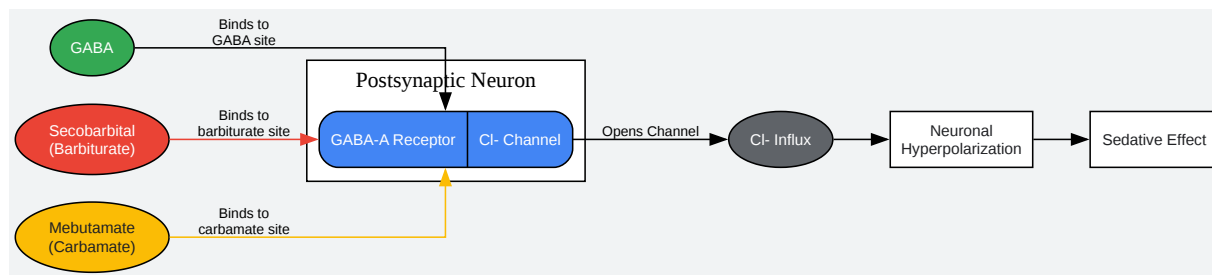 GABA
Binds to
GABA site
Postsynaptic Neuron
Secobarbital
(Barbiturate)
Binds to
barbiturate site
GABA-A Receptor
Cl- Channel
Opens Channel
Cl- Influx
Neuronal
Hyperpolarization
Sedative Effect
Mebutamate
(Carbamate)
Binds to
carbamate site